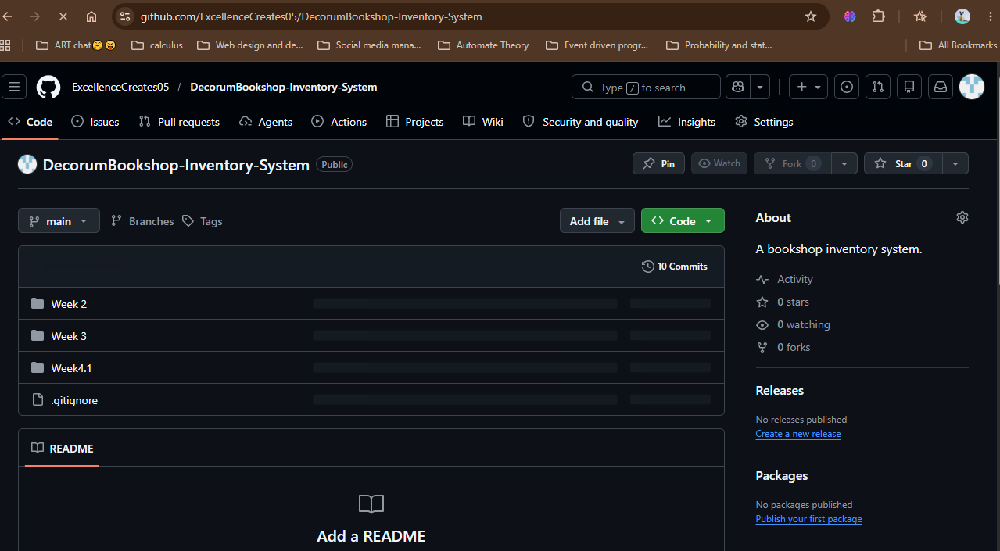 github.com/ExcellenceCreates05/DecorumBookshop-Inventory-System
ART chat🤗😝 calculus Web design and de... Social media mana... Automate Theory Event driven progr... Probability and stat... All Bookmarks
ExcellenceCreates05 / DecorumBookshop-Inventory-System Type / to search
Code Issues Pull requests Agents Actions Projects Wiki Security and quality Insights Settings
DecorumBookshop-Inventory-System Public Pin Watch Fork 0 Star 0
main Branches Tags Add file Code
About
A bookshop inventory system.
10 Commits
Activity
Week 2
0 stars
0 watching
Week 3
0 forks
Week4.1
Releases
.gitignore
No releases published
Create a new release
README
Packages
No packages published
Publish your first package
Add a README